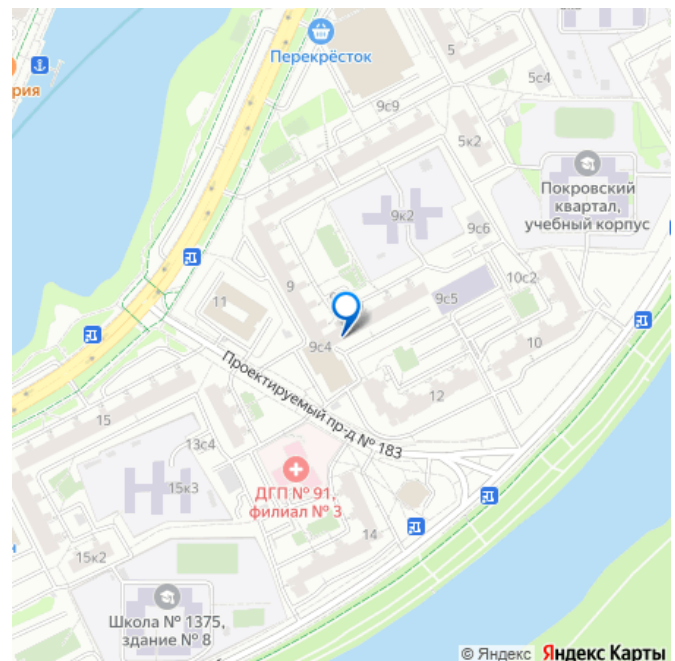 Перекрёсток
рия
5
5с4
9с9
5к2
Покровский
квартал,
учебный корпус
9к2
9с6
10с2
9
9с5
11
9с4
10
Проектируемый пр-д № 183
12
15
13с4
15к3
ДГП № 91,
филиал № 3
14
15к2
Школа № 1375,
здание № 8
© Яндекс Яндекс Карты